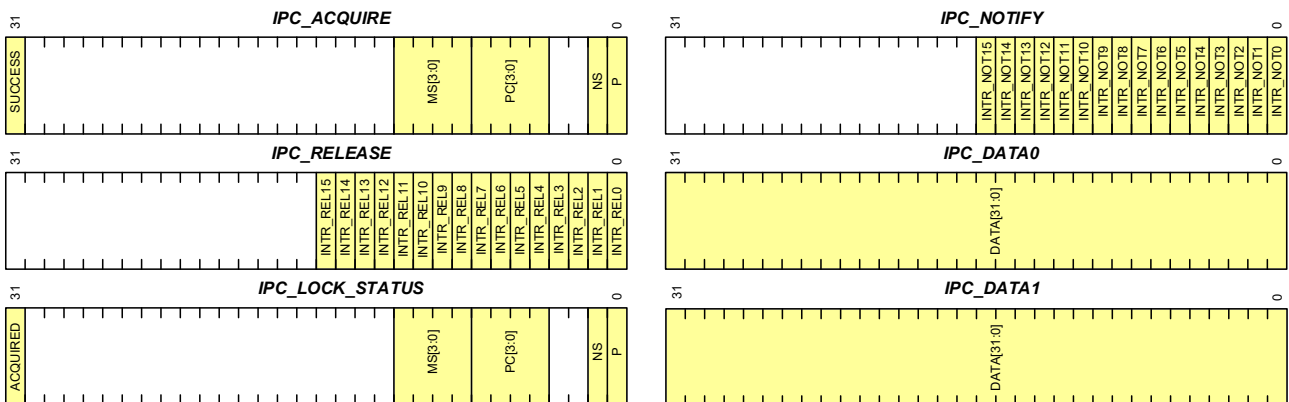 IPC_ACQUIRE
31
0
SUCCESS
MS[3:0]
PC[3:0]
NS
P
IPC_NOTIFY
31
0
INTR_NOT15
INTR_NOT14
INTR_NOT13
INTR_NOT12
INTR_NOT11
INTR_NOT10
INTR_NOT9
INTR_NOT8
INTR_NOT7
INTR_NOT6
INTR_NOT5
INTR_NOT4
INTR_NOT3
INTR_NOT2
INTR_NOT1
INTR_NOT0
IPC_RELEASE
31
0
INTR_REL15
INTR_REL14
INTR_REL13
INTR_REL12
INTR_REL11
INTR_REL10
INTR_REL9
INTR_REL8
INTR_REL7
INTR_REL6
INTR_REL5
INTR_REL4
INTR_REL3
INTR_REL2
INTR_REL1
INTR_REL0
IPC_DATA0
31
0
DATA[31:0]
IPC_LOCK_STATUS
31
0
ACQUIRED
MS[3:0]
PC[3:0]
NS
P
IPC_DATA1
31
0
DATA[31:0]